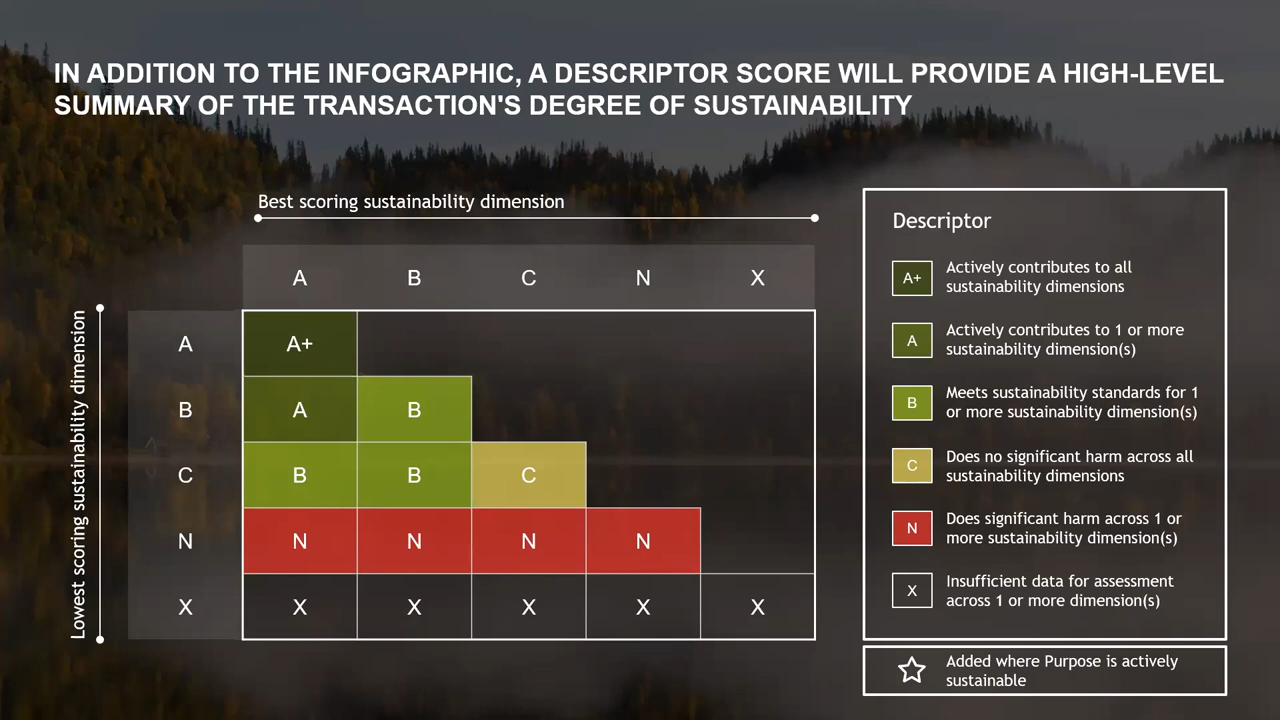 IN ADDITION TO THE INFOGRAPHIC, A DESCRIPTOR SCORE WILL PROVIDE A HIGH-LEVEL
SUMMARY OF THE TRANSACTION'S DEGREE OF SUSTAINABILITY
Best scoring sustainability dimension
Lowest scoring sustainability dimension
A B C N X
A A+
B A B
C B B C
N N N N N
X X X X X X
Descriptor
A+ Actively contributes to all
sustainability dimensions
A Actively contributes to 1 or more
sustainability dimension(s)
B Meets sustainability standards for 1
or more sustainability dimension(s)
C Does no significant harm across all
sustainability dimensions
N Does significant harm across 1 or
more sustainability dimension(s)
X Insufficient data for assessment
across 1 or more dimension(s)
Added where Purpose is actively
sustainable